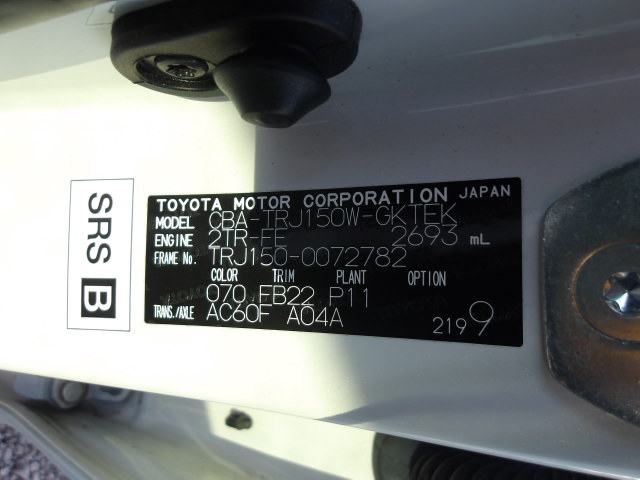 SRS B
TOYOTA MOTOR CORPORATION JAPAN
MODEL CBA-TRJ150W-GKTEK
ENGINE 2TR-FE 2693 mL
FRAME No. TRJ150-0072782
COLOR TRIM PLANT OPTION
070 FB22 P11
TRANS./AXLE AC60F A04A
2199